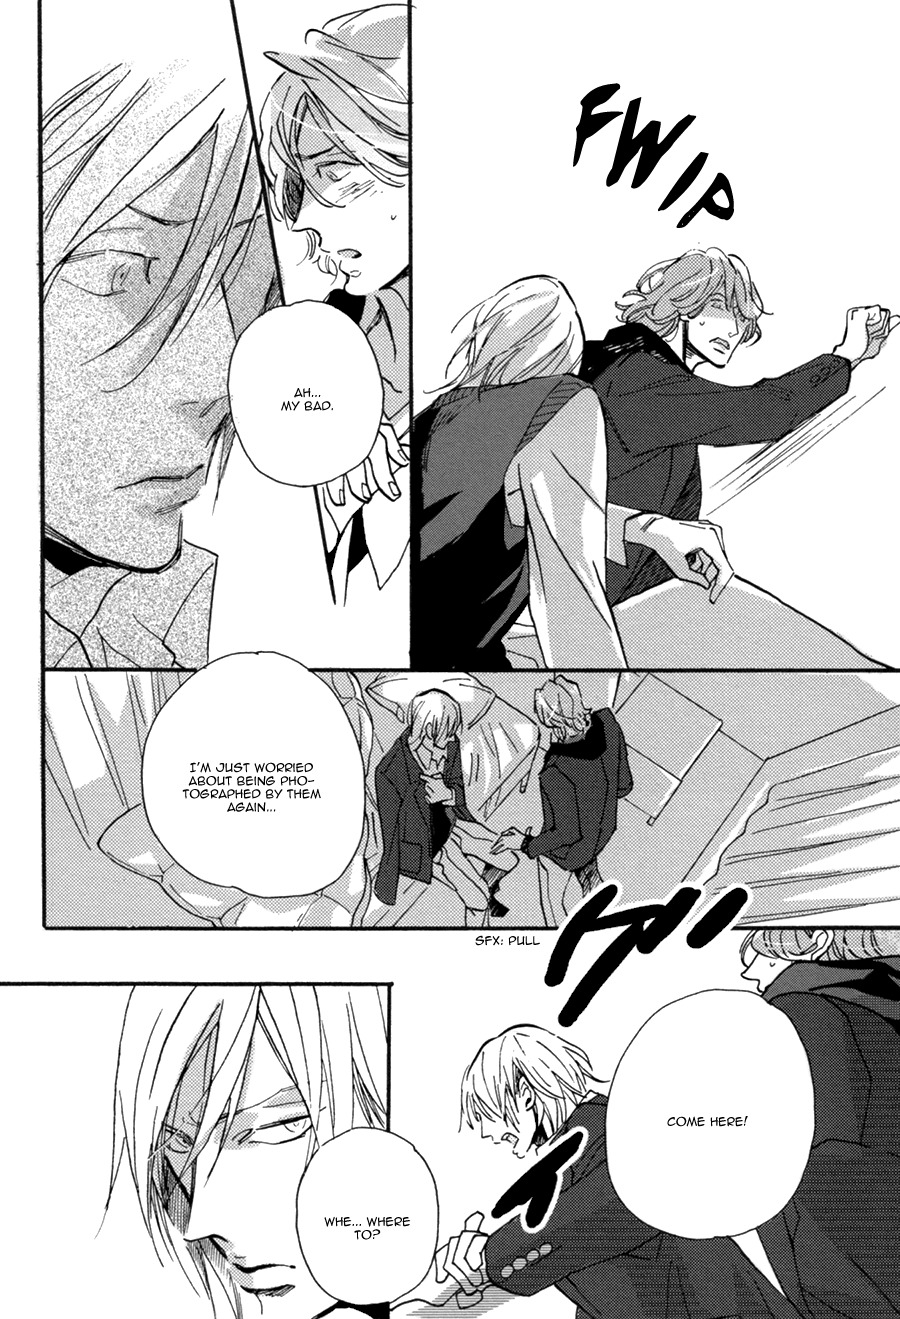 FWIP
AH...
MY BAD.
I'M JUST WORRIED
ABOUT BEING PHO-
TOGRAPHED BY THEM
AGAIN...
SFX: PULL
COME HERE!
WHE... WHERE
TO?